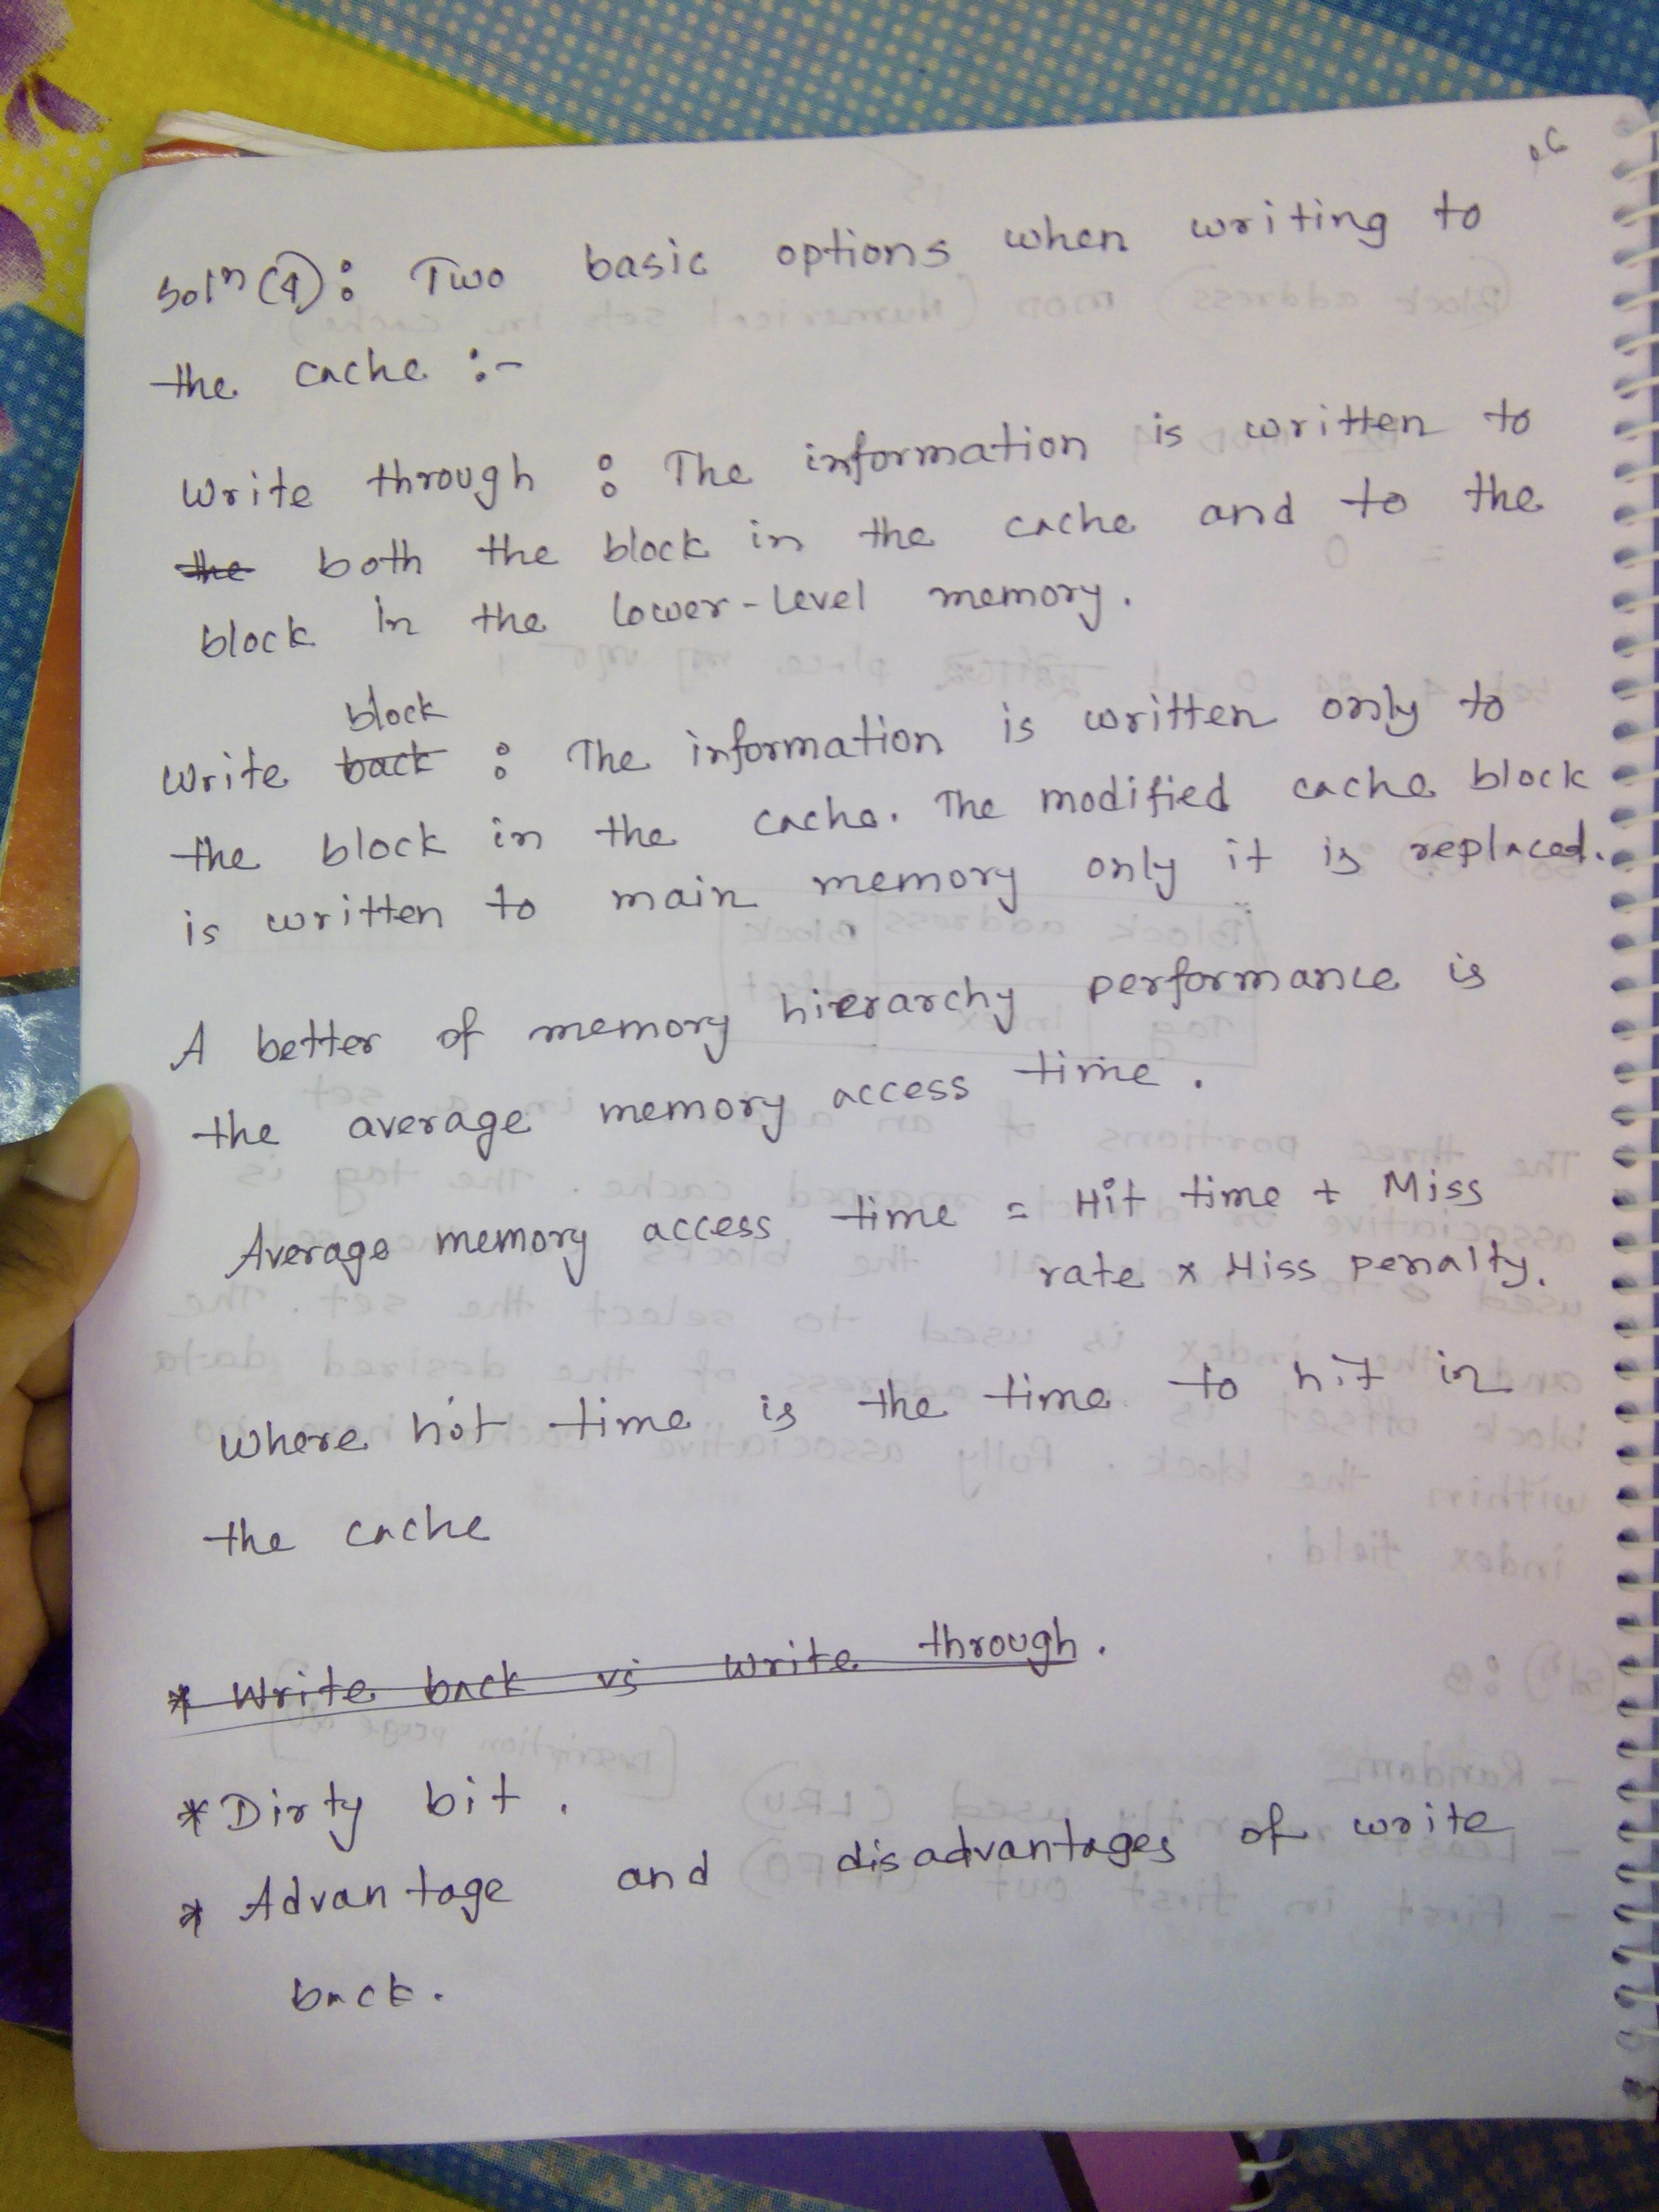 Soln (4): Two basic options when writing to
the cache :-
Write through : The information is written to
the both the block in the cache and to the
block in the lower-level memory.
block
Write back : The information is written only to
the block in the cache. The modified cache block
is written to main memory only it is replaced.
A better of memory hierarchy performance is
the average memory access time.
Average memory access time = Hit time + Miss
rate x Miss penalty.
where hit time is the time to hit in
the cache
* Write back vs write through.
* Dirty bit.
* Advantage and disadvantages of write
back.